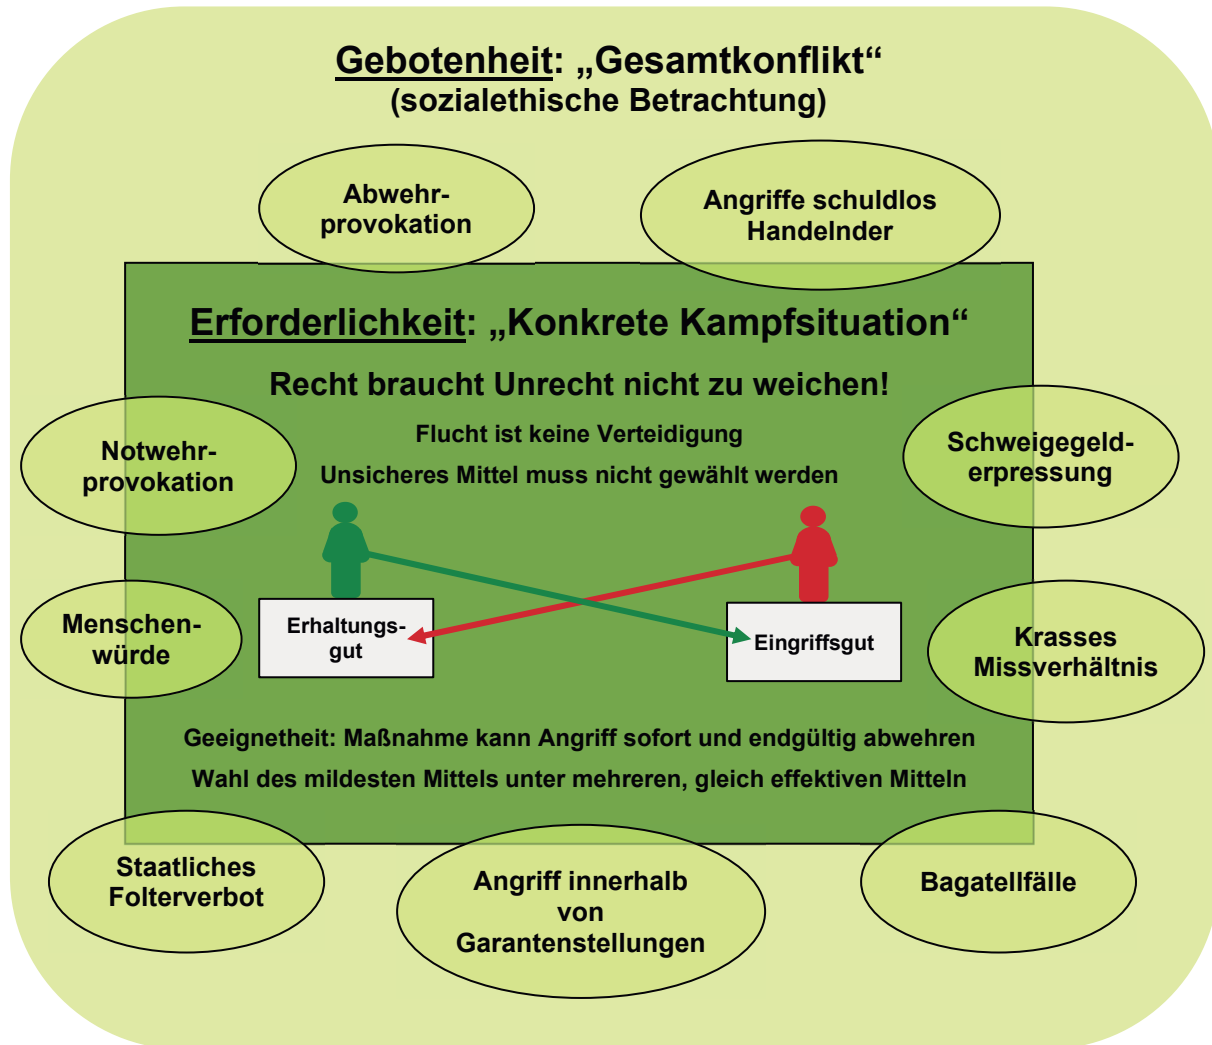 Gebotenheit: „Gesamtkonflikt“
(sozialethische Betrachtung)
Abwehr-
provokation
Angriffe schuldlos
Handelnder
Erforderlichkeit: „Konkrete Kampfsituation“
Recht braucht Unrecht nicht zu weichen!
Flucht ist keine Verteidigung
Unsicheres Mittel muss nicht gewählt werden
Notwehr-
provokation
Schweigegeld-
erpressung
Menschen-
würde
Erhaltungs-
gut
Eingriffsgut
Krasses
Missverhältnis
Geeignetheit: Maßnahme kann Angriff sofort und endgültig abwehren
Wahl des mildesten Mittels unter mehreren, gleich effektiven Mitteln
Staatliches
Folterverbot
Angriff innerhalb
von
Garantenstellungen
Bagatellfälle